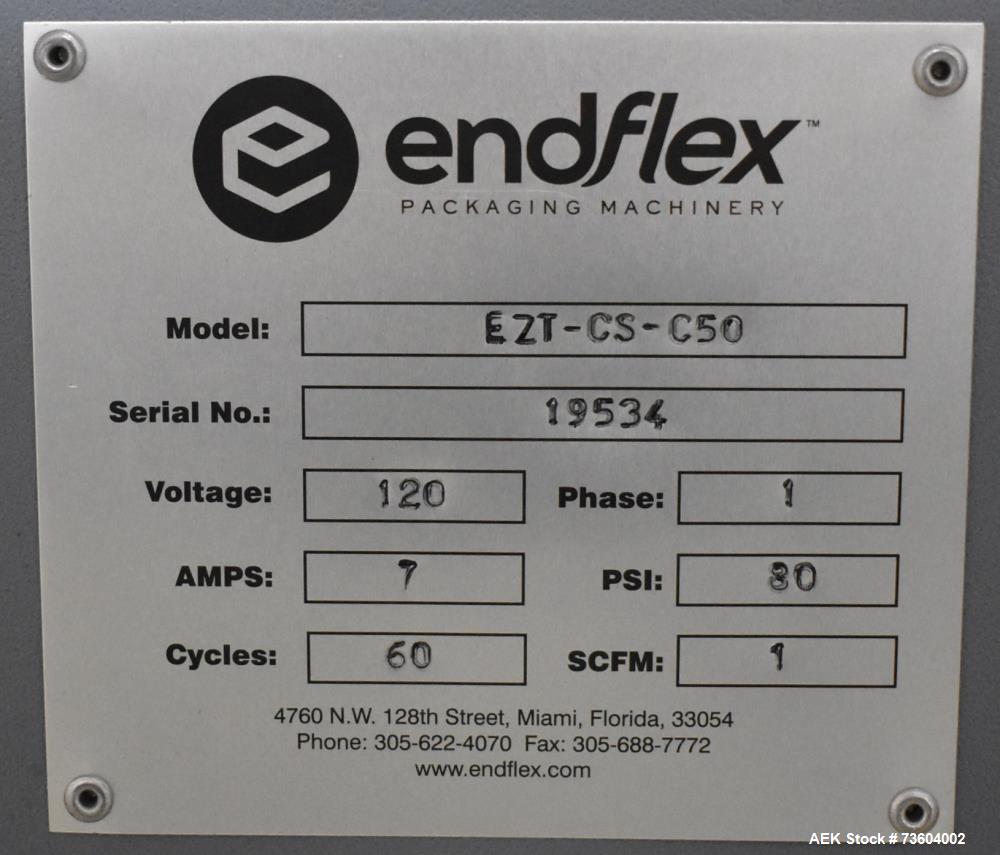 endflex™
PACKAGING MACHINERY
Model: EZT-CS-C50
Serial No.: 19534
Voltage: 120 Phase: 1
AMPS: 7 PSI: 80
Cycles: 60 SCFM: 1
4760 N.W. 128th Street, Miami, Florida, 33054
Phone: 305-622-4070 Fax: 305-688-7772
www.endflex.com
AEK Stock # 73604002